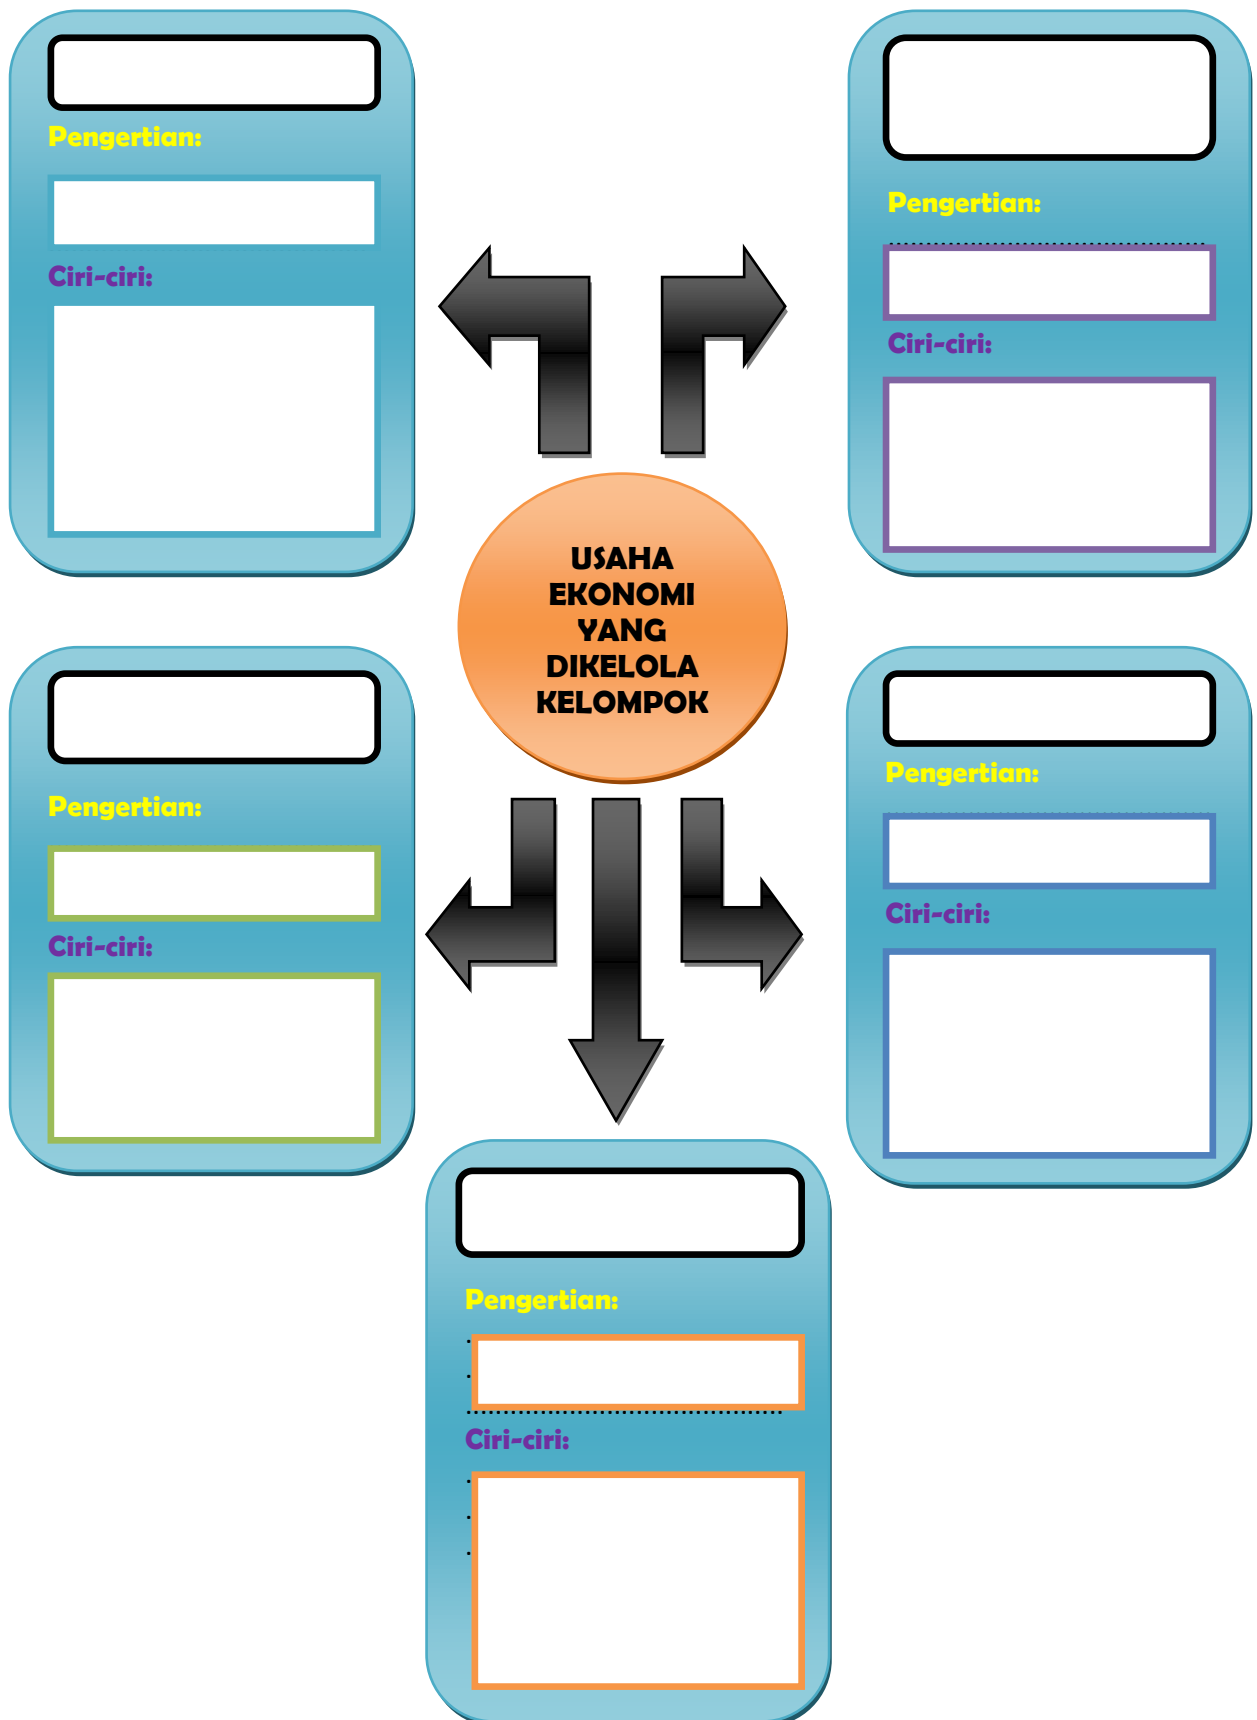 Pengertian:
Ciri-ciri:
Pengertian:
Ciri-ciri:
USAHA
EKONOMI
YANG
DIKELOLA
KELOMPOK
Pengertian:
Ciri-ciri:
Pengertian:
Ciri-ciri:
Pengertian:
Ciri-ciri: